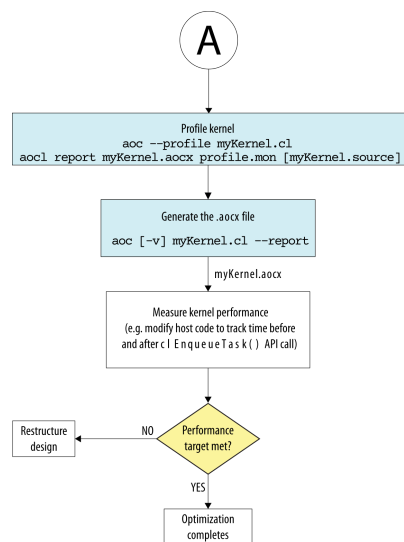 A
Profile kernel
aoc --profile myKernel.cl
aocl report myKernel.aocx profile.mon [myKernel.source]
Generate the .aocx file
aoc [-v] myKernel.cl --report
myKernel.aocx
Measure kernel performance
(e.g. modify host code to track time before
and after clEnqueueTask() API call)
Performance
target met?
NO
Restructure
design
YES
Optimization
completes